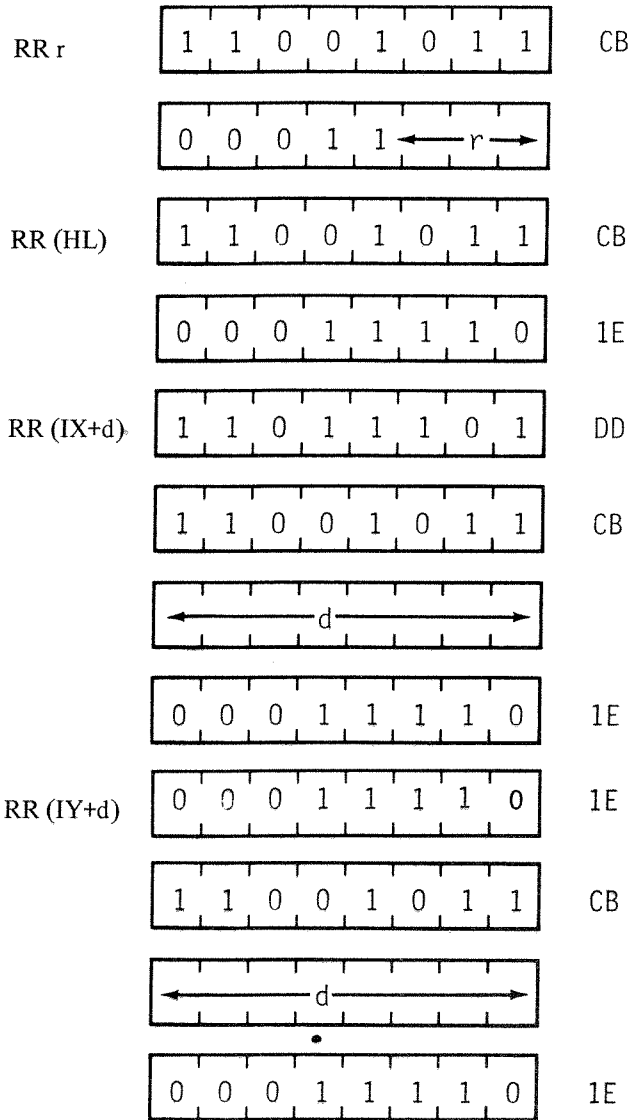 RR r 1 1 0 0 1 0 1 1 CB
0 0 0 1 1 r
RR (HL) 1 1 0 0 1 0 1 1 CB
0 0 0 1 1 1 1 0 1E
RR (IX+d) 1 1 0 1 1 1 0 1 DD
1 1 0 0 1 0 1 1 CB
d
0 0 0 1 1 1 1 0 1E
RR (IY+d) 0 0 0 1 1 1 1 0 1E
1 1 0 0 1 0 1 1 CB
d
0 0 0 1 1 1 1 0 1E